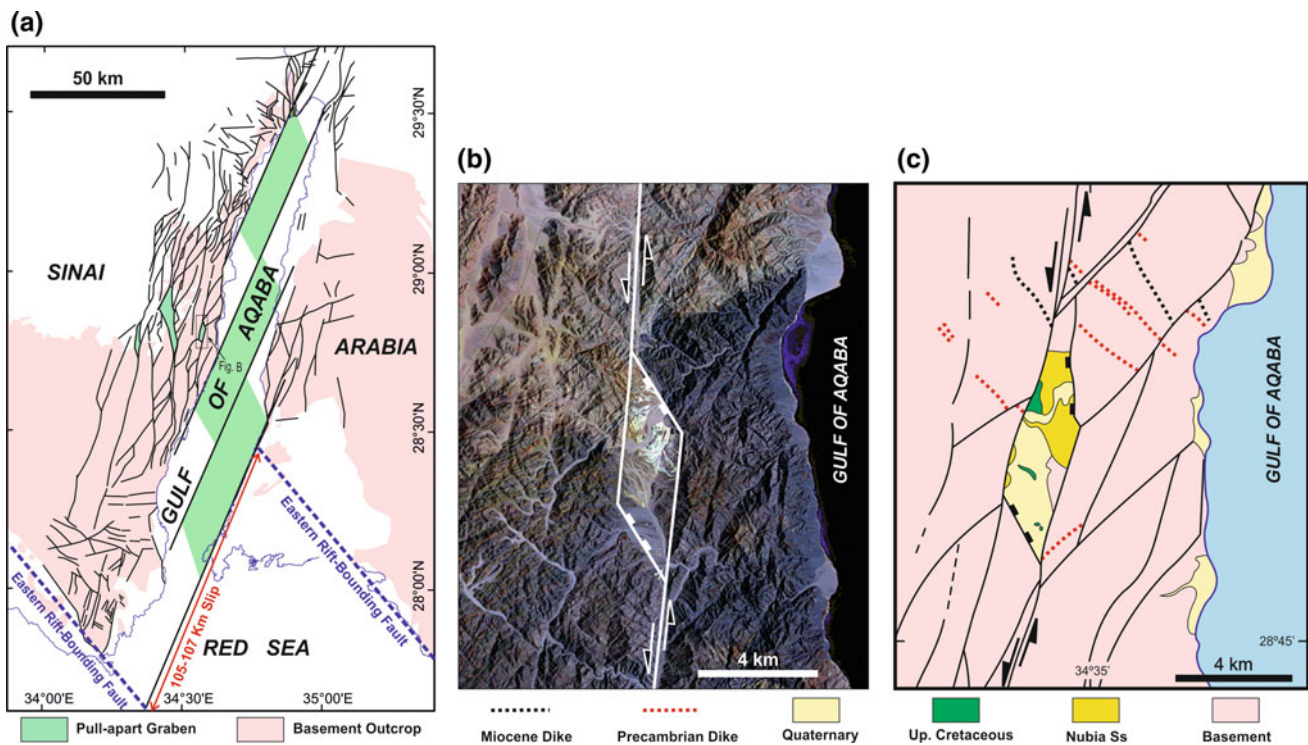 (a)
50 km
29°30'N
29°00'N
28°30'N
28°00'N
SINAI
ARABIA
GULF OF AQABA
Fig. B
Eastern Rift-Bounding Fault
Eastern Rift-Bounding Fault
105-107 Km Slip
RED SEA
34°00'E
34°30'E
35°00'E
Pull-apart Graben
Basement Outcrop
(b)
GULF OF AQABA
4 km
(c)
GULF OF AQABA
28°45'
34°35'
4 km
Miocene Dike
Precambrian Dike
Quaternary
Up. Cretaceous
Nubia Ss
Basement